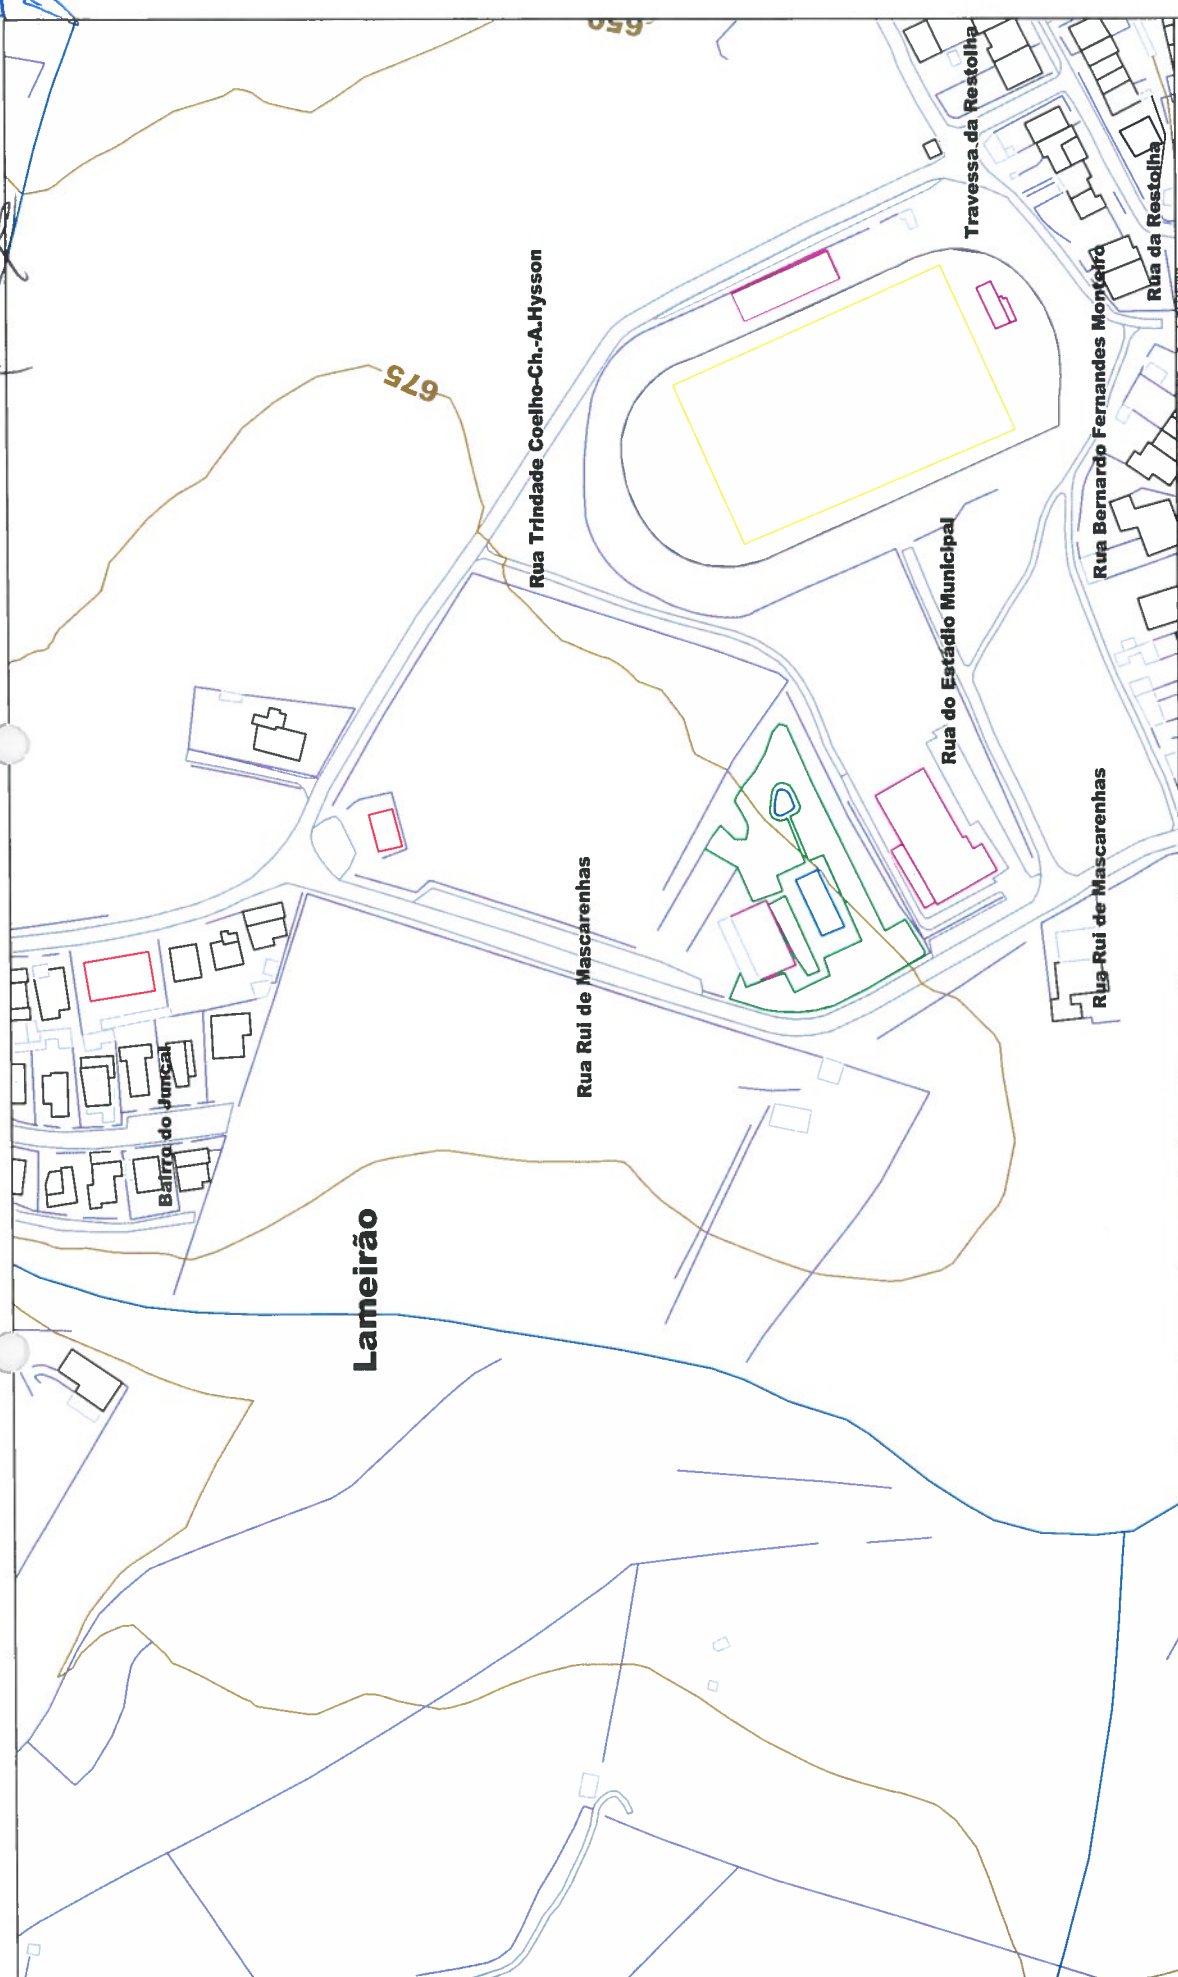 650
Travessa da Restolha
Rua da Restolha
Rua Trindade Coelho-Ch.-A.Hysson
Rua Bernardo Fernandes Monteiro
675
Rua do Estádio Municipal
Rua Rui de Mascarenhas
Rua Rui de Mascarenhas
Bairro do Juncal
Lameirão